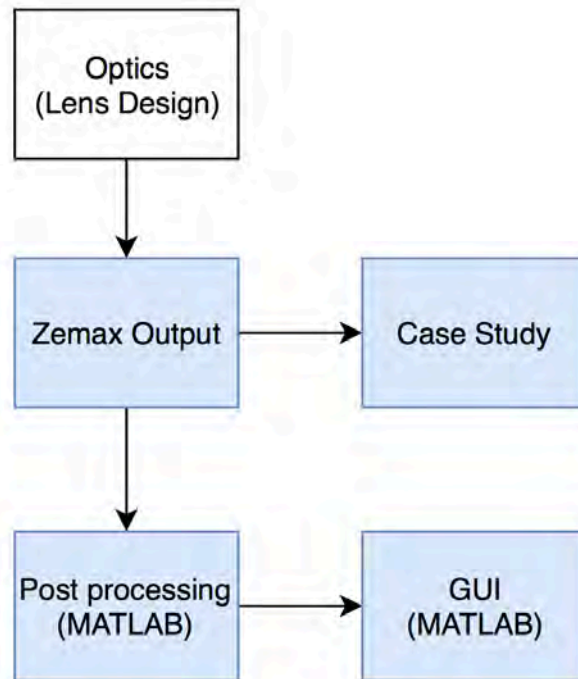 Optics
(Lens Design)
Zemax Output
Case Study
Post processing
(MATLAB)
GUI
(MATLAB)